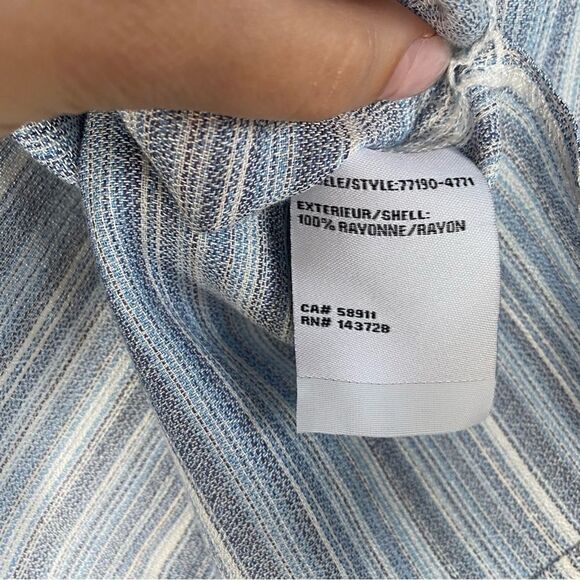 ELE/STYLE:77190-4771
EXTERIEUR/SHELL:
100% RAYONNE/RAYON
CA# 58911
RN# 143728